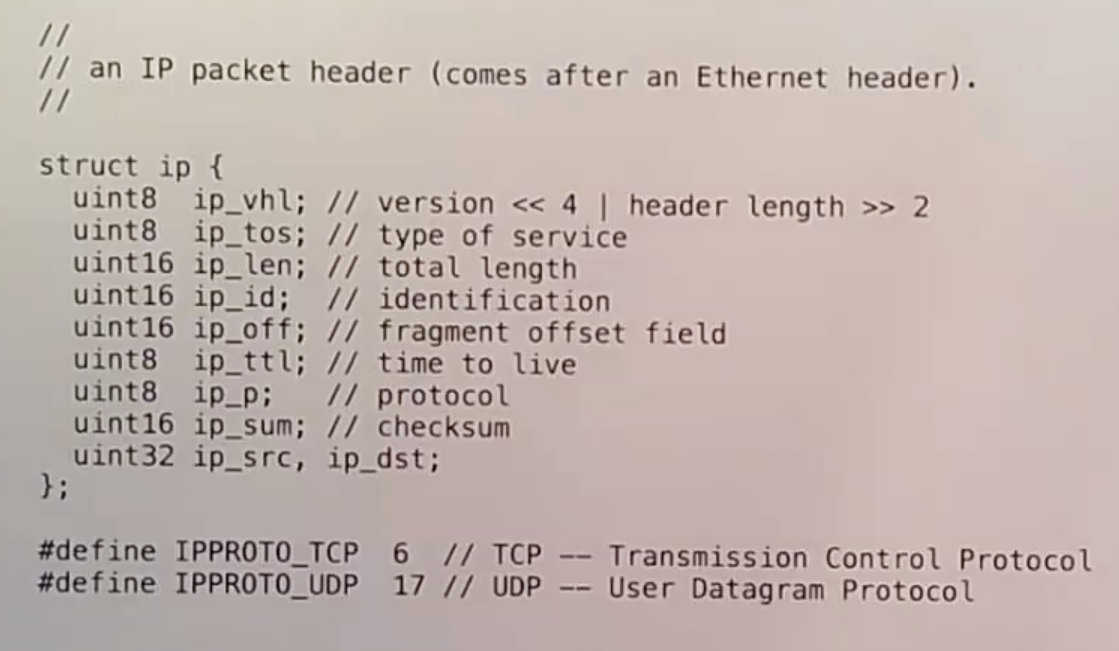 //
// an IP packet header (comes after an Ethernet header).
//
struct ip {
  uint8  ip_vhl; // version << 4 | header length >> 2
  uint8  ip_tos; // type of service
  uint16 ip_len; // total length
  uint16 ip_id;  // identification
  uint16 ip_off; // fragment offset field
  uint8  ip_ttl; // time to live
  uint8  ip_p;   // protocol
  uint16 ip_sum; // checksum
  uint32 ip_src, ip_dst;
};
#define IPPROTO_TCP  6  // TCP -- Transmission Control Protocol
#define IPPROTO_UDP  17 // UDP -- User Datagram Protocol